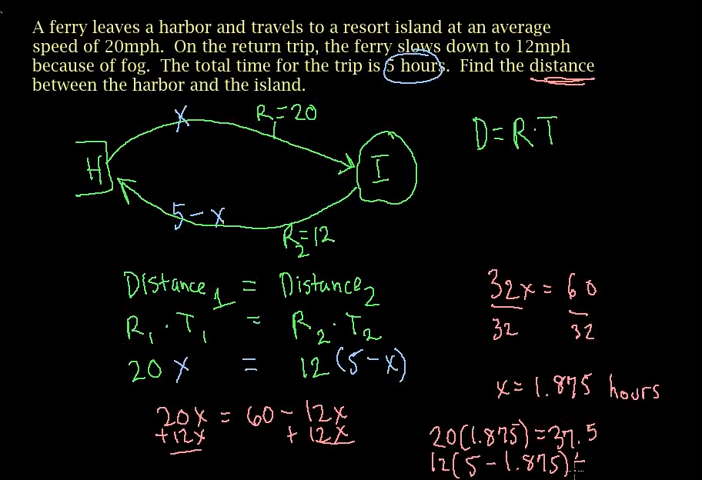 A ferry leaves a harbor and travels to a resort island at an average
speed of 20mph.  On the return trip, the ferry slows down to 12mph
because of fog.  The total time for the trip is 5 hours.  Find the distance
between the harbor and the island.
x
R₁=20
D=R·T
H
I
5-x
R₂=12
Distance₁ = Distance₂
R₁·T₁ = R₂·T₂
20x = 12(5-x)
20x = 60-12x
+12x +12x
32x=60
32 32
x=1.875 hours
20(1.875)=37.5
12(5-1.875)=